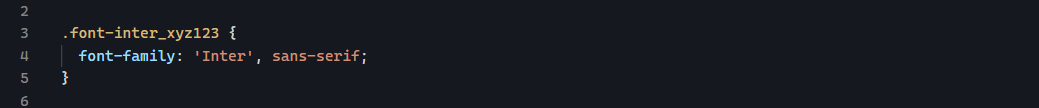 2
3 .font-inter_xyz123 {
4 font-family: 'Inter', sans-serif;
5 }
6